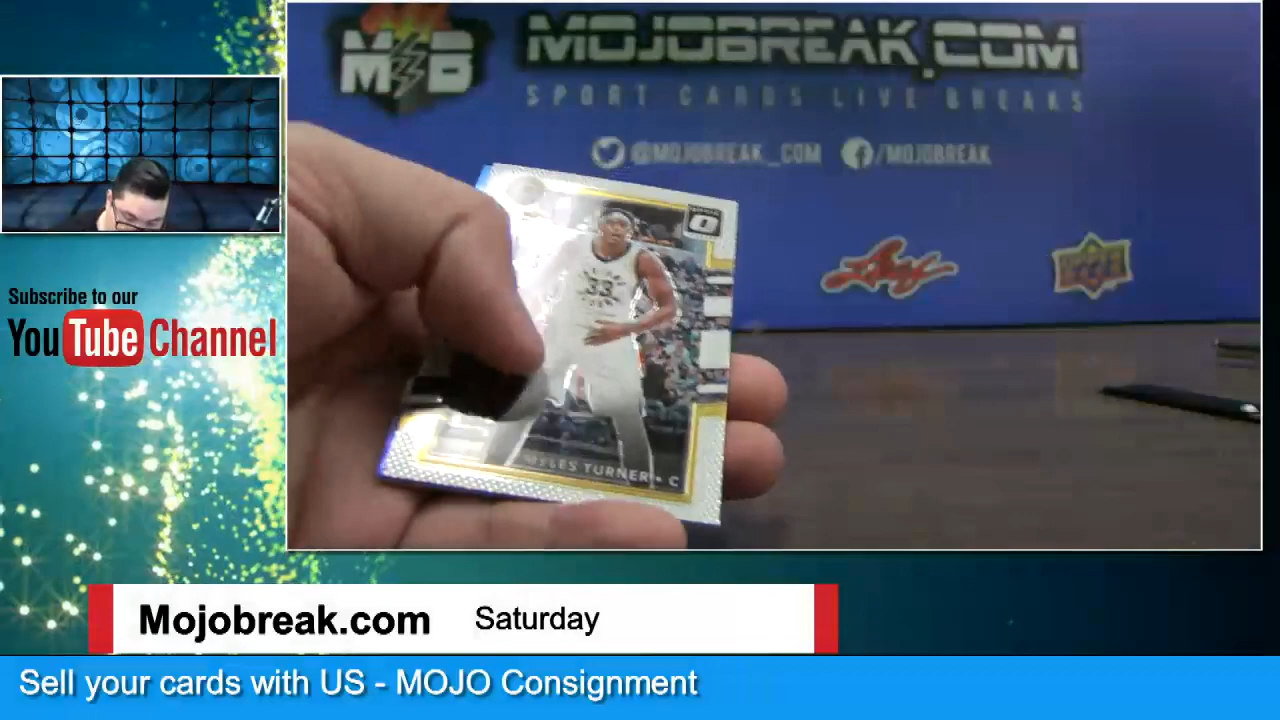 M B
MOJOBREAK.COM
SPORT CARDS LIVE BREAKS
@MOJOBREAK_COM
/MOJOBREAK
Leaf
33
MYLES TURNER • C
Subscribe to our
YouTube Channel
Mojobreak.com
Saturday
Sell your cards with US - MOJO Consignment